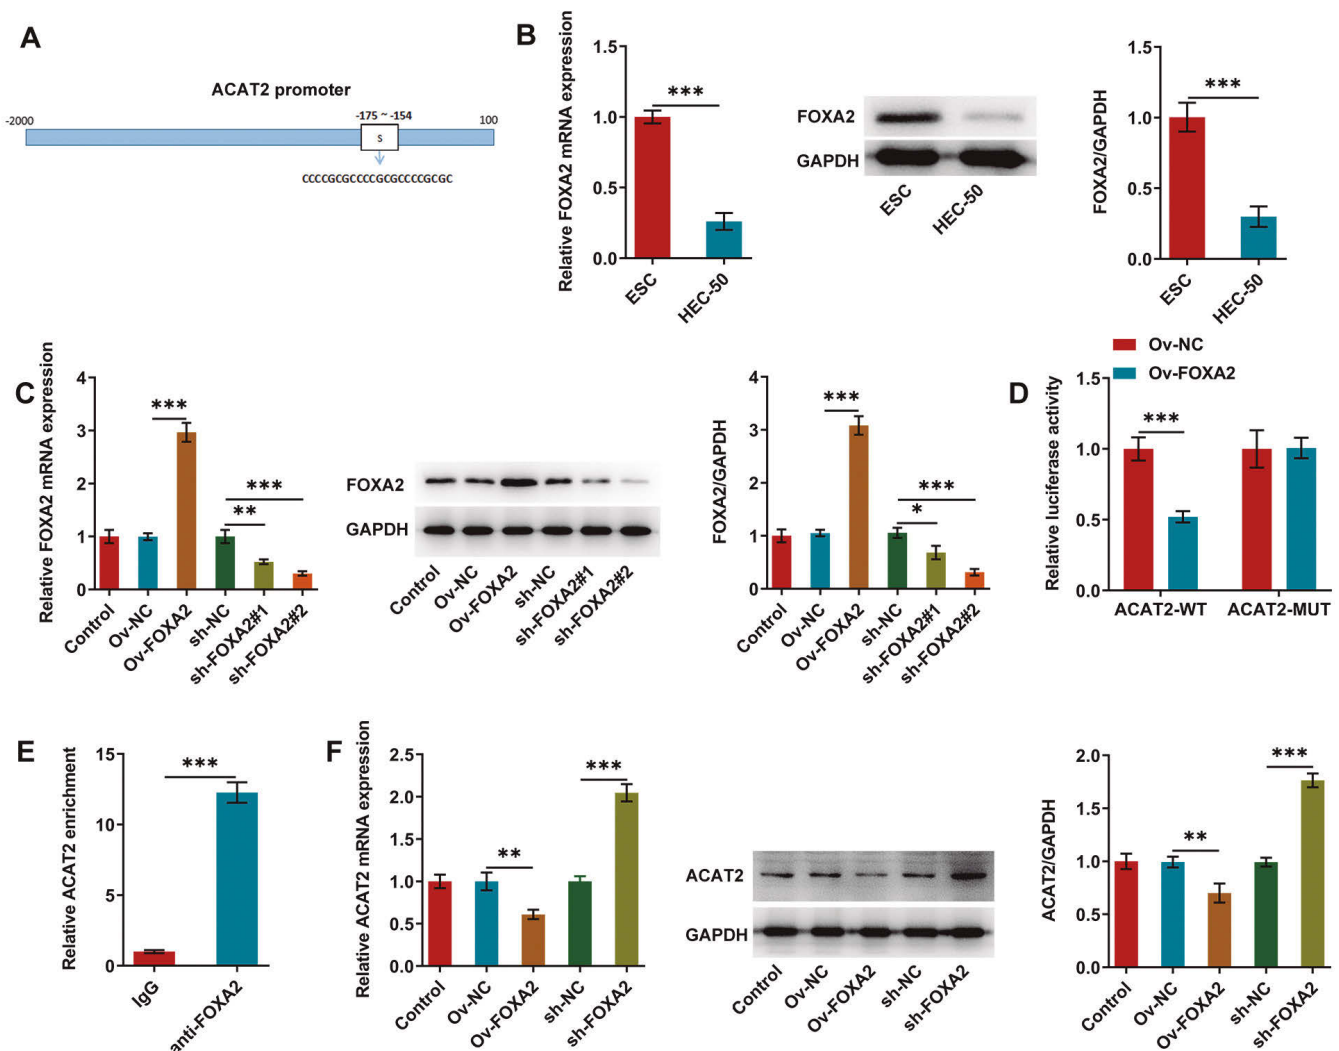 A
ACAT2 promoter
-2000
-175 ~ -154
100
S
CCCCGCGCCCCGCGCCCCGCGC
B
Relative FOXA2 mRNA expression
1.5
1.0
0.5
0.0
***
ESC
HEC-50
FOXA2
GAPDH
ESC
HEC-50
FOXA2/GAPDH
1.5
1.0
0.5
0.0
***
ESC
HEC-50
C
Relative FOXA2 mRNA expression
4
3
2
1
0
***
**
***
Control
Ov-NC
Ov-FOXA2
sh-NC
sh-FOXA2#1
sh-FOXA2#2
FOXA2
GAPDH
Control
Ov-NC
Ov-FOXA2
sh-NC
sh-FOXA2#1
sh-FOXA2#2
FOXA2/GAPDH
4
3
2
1
0
***
*
***
Control
Ov-NC
Ov-FOXA2
sh-NC
sh-FOXA2#1
sh-FOXA2#2
D
Ov-NC
Ov-FOXA2
Relative luciferase activity
1.5
1.0
0.5
0.0
***
ACAT2-WT
ACAT2-MUT
E
Relative ACAT2 enrichment
15
10
5
0
***
IgG
anti-FOXA2
F
Relative ACAT2 mRNA expression
2.5
2.0
1.5
1.0
0.5
0.0
**
***
Control
Ov-NC
Ov-FOXA2
sh-NC
sh-FOXA2
ACAT2
GAPDH
Control
Ov-NC
Ov-FOXA2
sh-NC
sh-FOXA2
ACAT2/GAPDH
2.0
1.5
1.0
0.5
0.0
**
***
Control
Ov-NC
Ov-FOXA2
sh-NC
sh-FOXA2